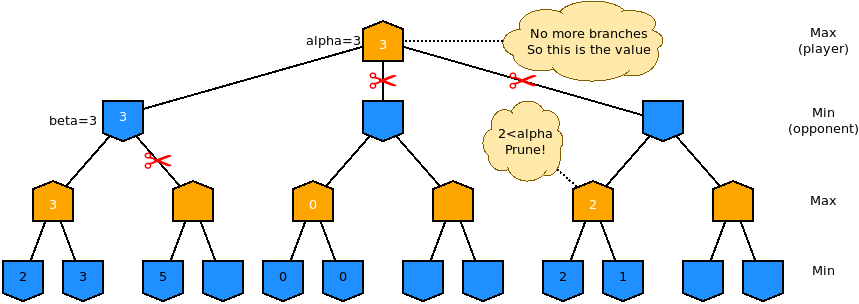 alpha=3
3
No more branches
So this is the value
Max
(player)
beta=3
3
2<alpha
Prune!
Min
(opponent)
3
0
2
Max
2
3
5
0
0
2
1
Min